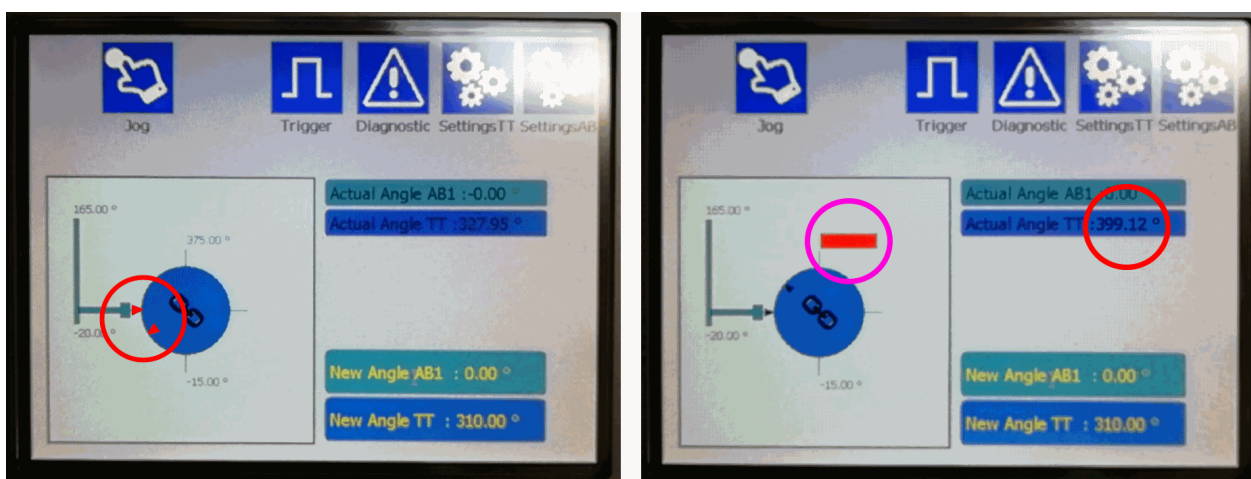 Jog Trigger Diagnostic SettingsTT SettingsAB
Actual Angle AB1 :-0.00 °
Actual Angle TT :327.95 °
165.00 °
375.00 °
-20.00 °
-15.00 °
New Angle AB1 : 0.00 °
New Angle TT : 310.00 °
Jog Trigger Diagnostic SettingsTT SettingsAB
Actual Angle AB1 :0.00 °
Actual Angle TT :399.12 °
165.00 °
-20.00 °
-15.00 °
New Angle AB1 : 0.00 °
New Angle TT : 310.00 °